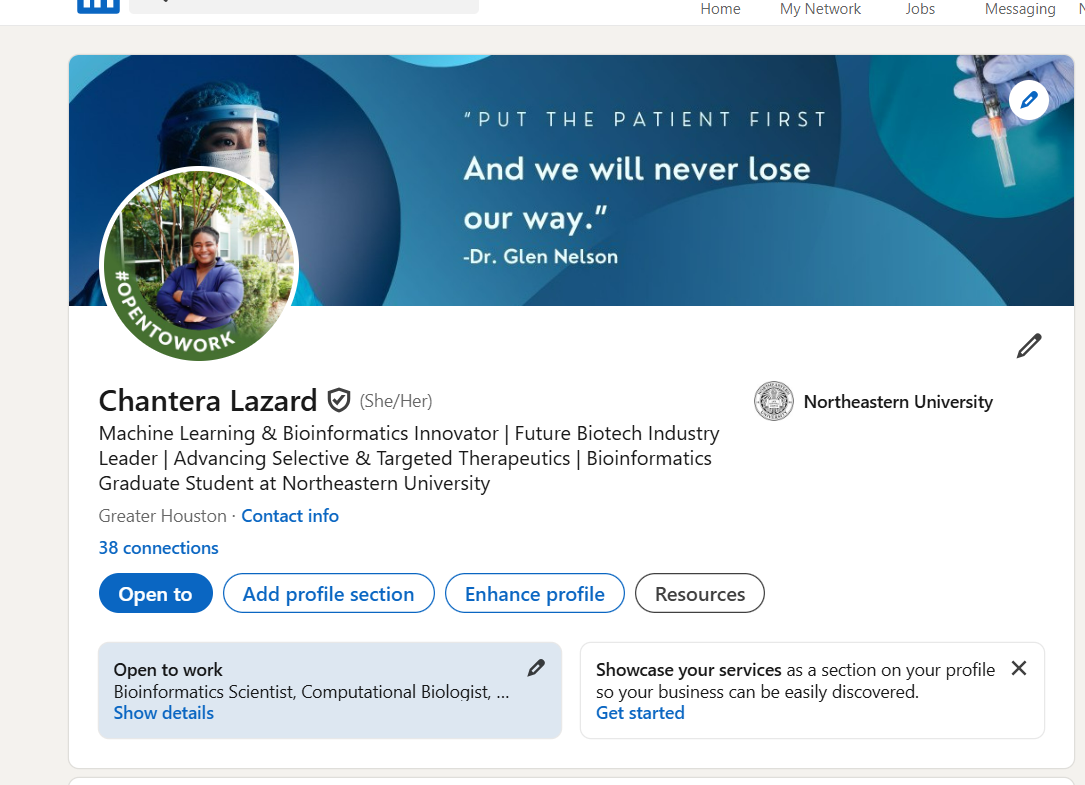 Home My Network Jobs Messaging
“PUT THE PATIENT FIRST
And we will never lose
our way.”
-Dr. Glen Nelson
#OPENTOWORK
Chantera Lazard (She/Her)
Northeastern University
Machine Learning & Bioinformatics Innovator | Future Biotech Industry
Leader | Advancing Selective & Targeted Therapeutics | Bioinformatics
Graduate Student at Northeastern University
Greater Houston · Contact info
38 connections
Open to Add profile section Enhance profile Resources
Open to work
Bioinformatics Scientist, Computational Biologist, ...
Show details
Showcase your services as a section on your profile
so your business can be easily discovered.
Get started